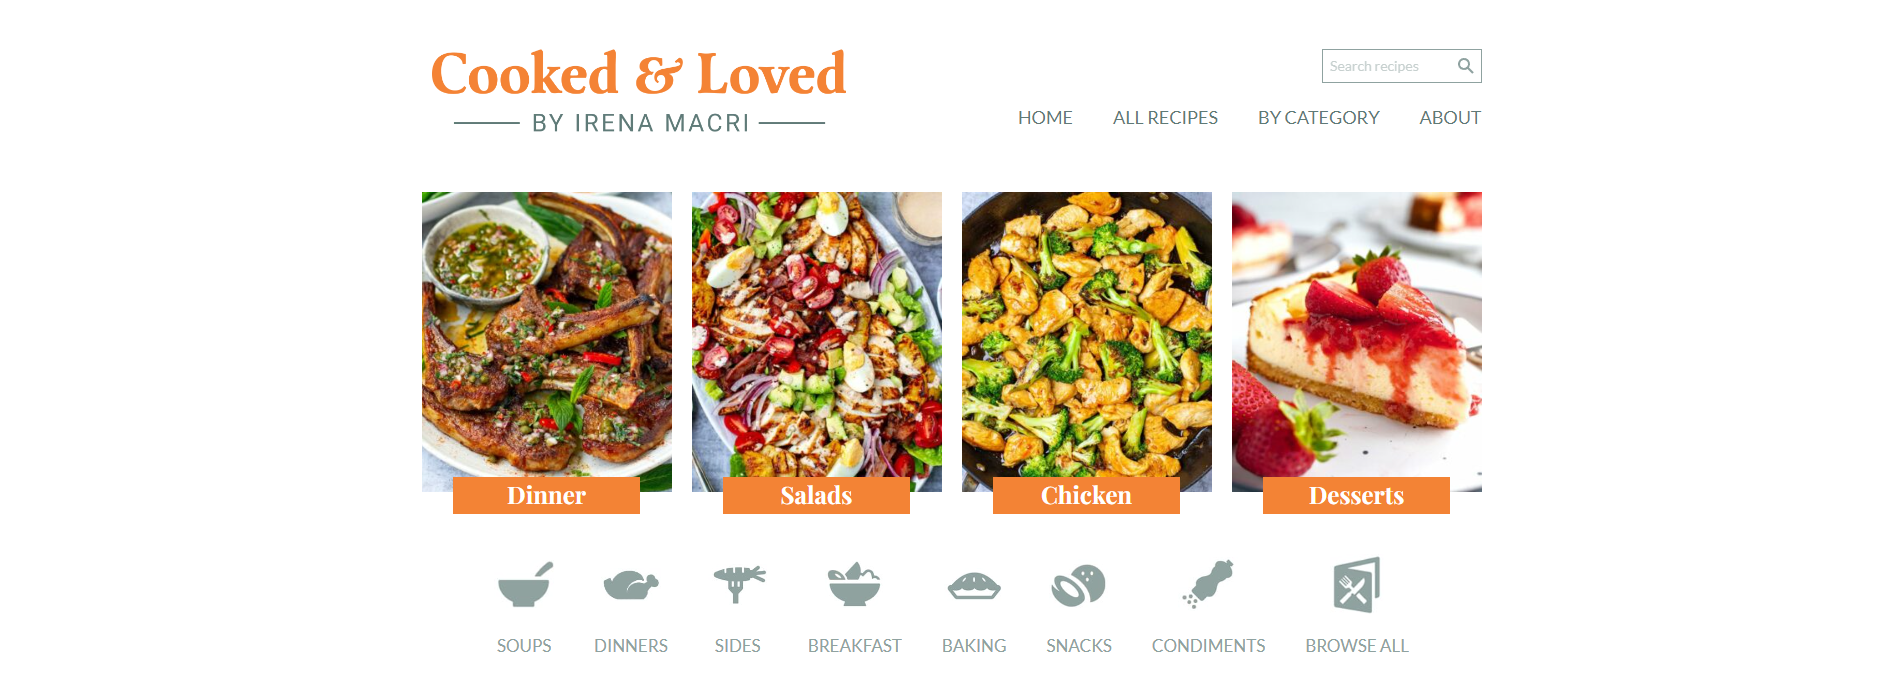 Cooked & Loved
BY IRENA MACRI
Search recipes
HOME ALL RECIPES BY CATEGORY ABOUT
Dinner Salads Chicken Desserts
SOUPS DINNERS SIDES BREAKFAST BAKING SNACKS CONDIMENTS BROWSE ALL